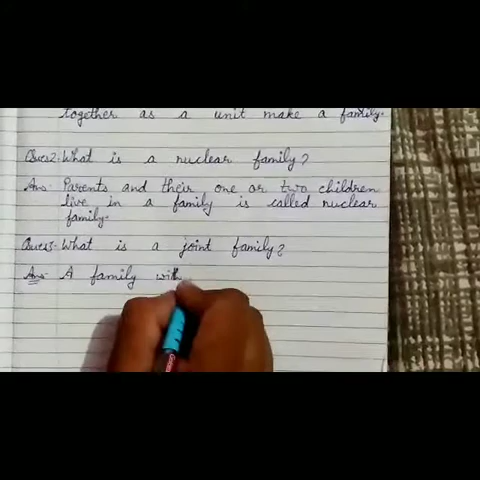 together as a unit make a family.
Ques2. What is a nuclear family?
Ans. Parents and their one or two children
live in a family is called nuclear
family.
Ques3. What is a joint family?
Ans. A family with